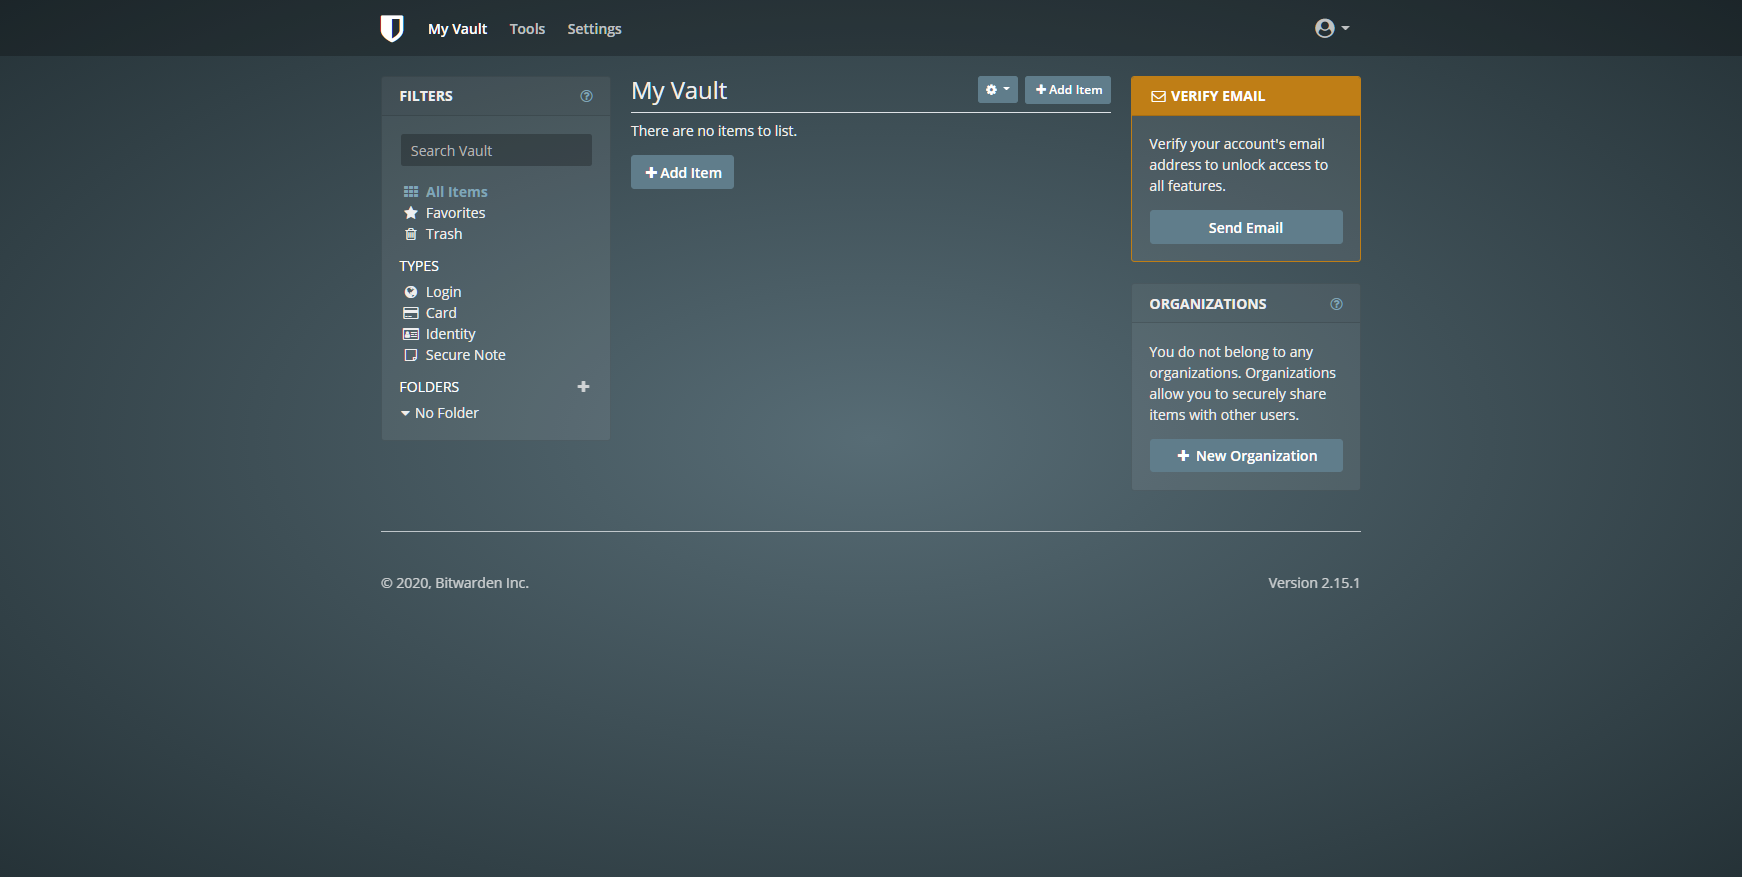 My Vault
Tools
Settings
FILTERS
Search Vault
All Items
Favorites
Trash
TYPES
Login
Card
Identity
Secure Note
FOLDERS
No Folder
My Vault
Add Item
There are no items to list.
Add Item
VERIFY EMAIL
Verify your account's email
address to unlock access to
all features.
Send Email
ORGANIZATIONS
You do not belong to any
organizations. Organizations
allow you to securely share
items with other users.
New Organization
© 2020, Bitwarden Inc.
Version 2.15.1